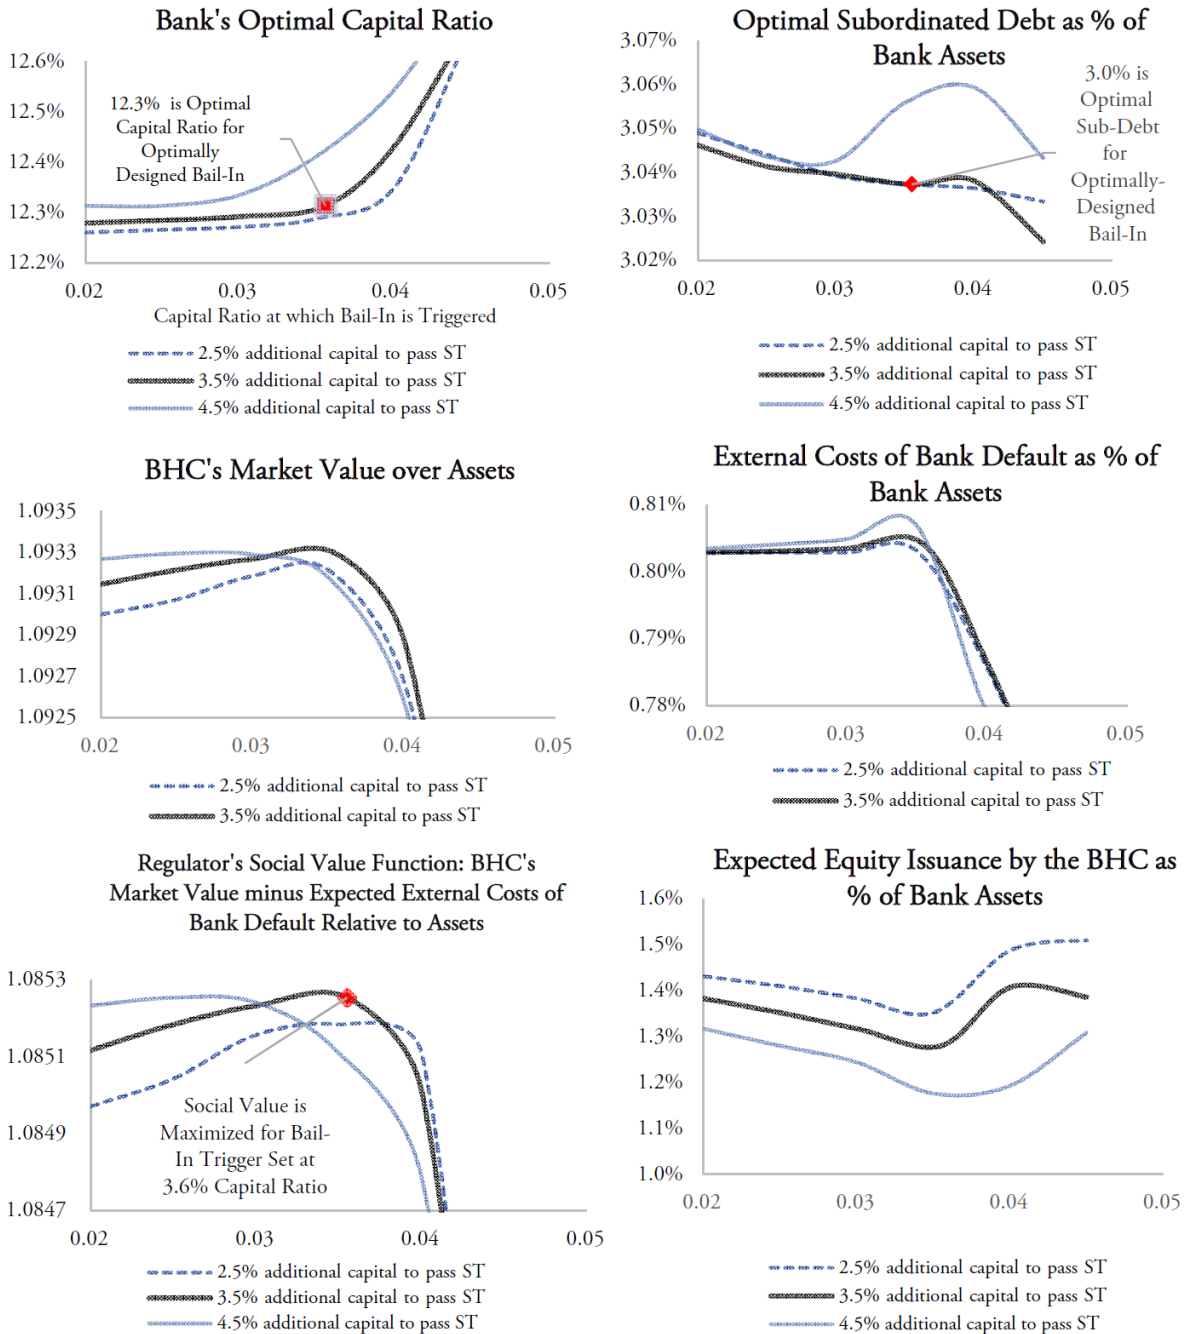 Bank's Optimal Capital Ratio
12.6%
12.5%
12.4%
12.3%
12.2%
12.3% is Optimal
Capital Ratio for
Optimally
Designed Bail-In
0.02
0.03
0.04
0.05
Capital Ratio at which Bail-In is Triggered
2.5% additional capital to pass ST
3.5% additional capital to pass ST
4.5% additional capital to pass ST
Optimal Subordinated Debt as % of
Bank Assets
3.07%
3.06%
3.05%
3.04%
3.03%
3.02%
3.0% is
Optimal
Sub-Debt
for
Optimally-
Designed
Bail-In
0.02
0.03
0.04
0.05
2.5% additional capital to pass ST
3.5% additional capital to pass ST
4.5% additional capital to pass ST
BHC's Market Value over Assets
1.0935
1.0933
1.0931
1.0929
1.0927
1.0925
0.02
0.03
0.04
0.05
2.5% additional capital to pass ST
3.5% additional capital to pass ST
External Costs of Bank Default as % of
Bank Assets
0.81%
0.80%
0.79%
0.78%
0.02
0.03
0.04
0.05
2.5% additional capital to pass ST
3.5% additional capital to pass ST
Regulator's Social Value Function: BHC's
Market Value minus Expected External Costs of
Bank Default Relative to Assets
1.0853
1.0851
1.0849
1.0847
Social Value is
Maximized for Bail-
In Trigger Set at
3.6% Capital Ratio
0.02
0.03
0.04
0.05
2.5% additional capital to pass ST
3.5% additional capital to pass ST
4.5% additional capital to pass ST
Expected Equity Issuance by the BHC as
% of Bank Assets
1.6%
1.5%
1.4%
1.3%
1.2%
1.1%
1.0%
0.02
0.03
0.04
0.05
2.5% additional capital to pass ST
3.5% additional capital to pass ST
4.5% additional capital to pass ST